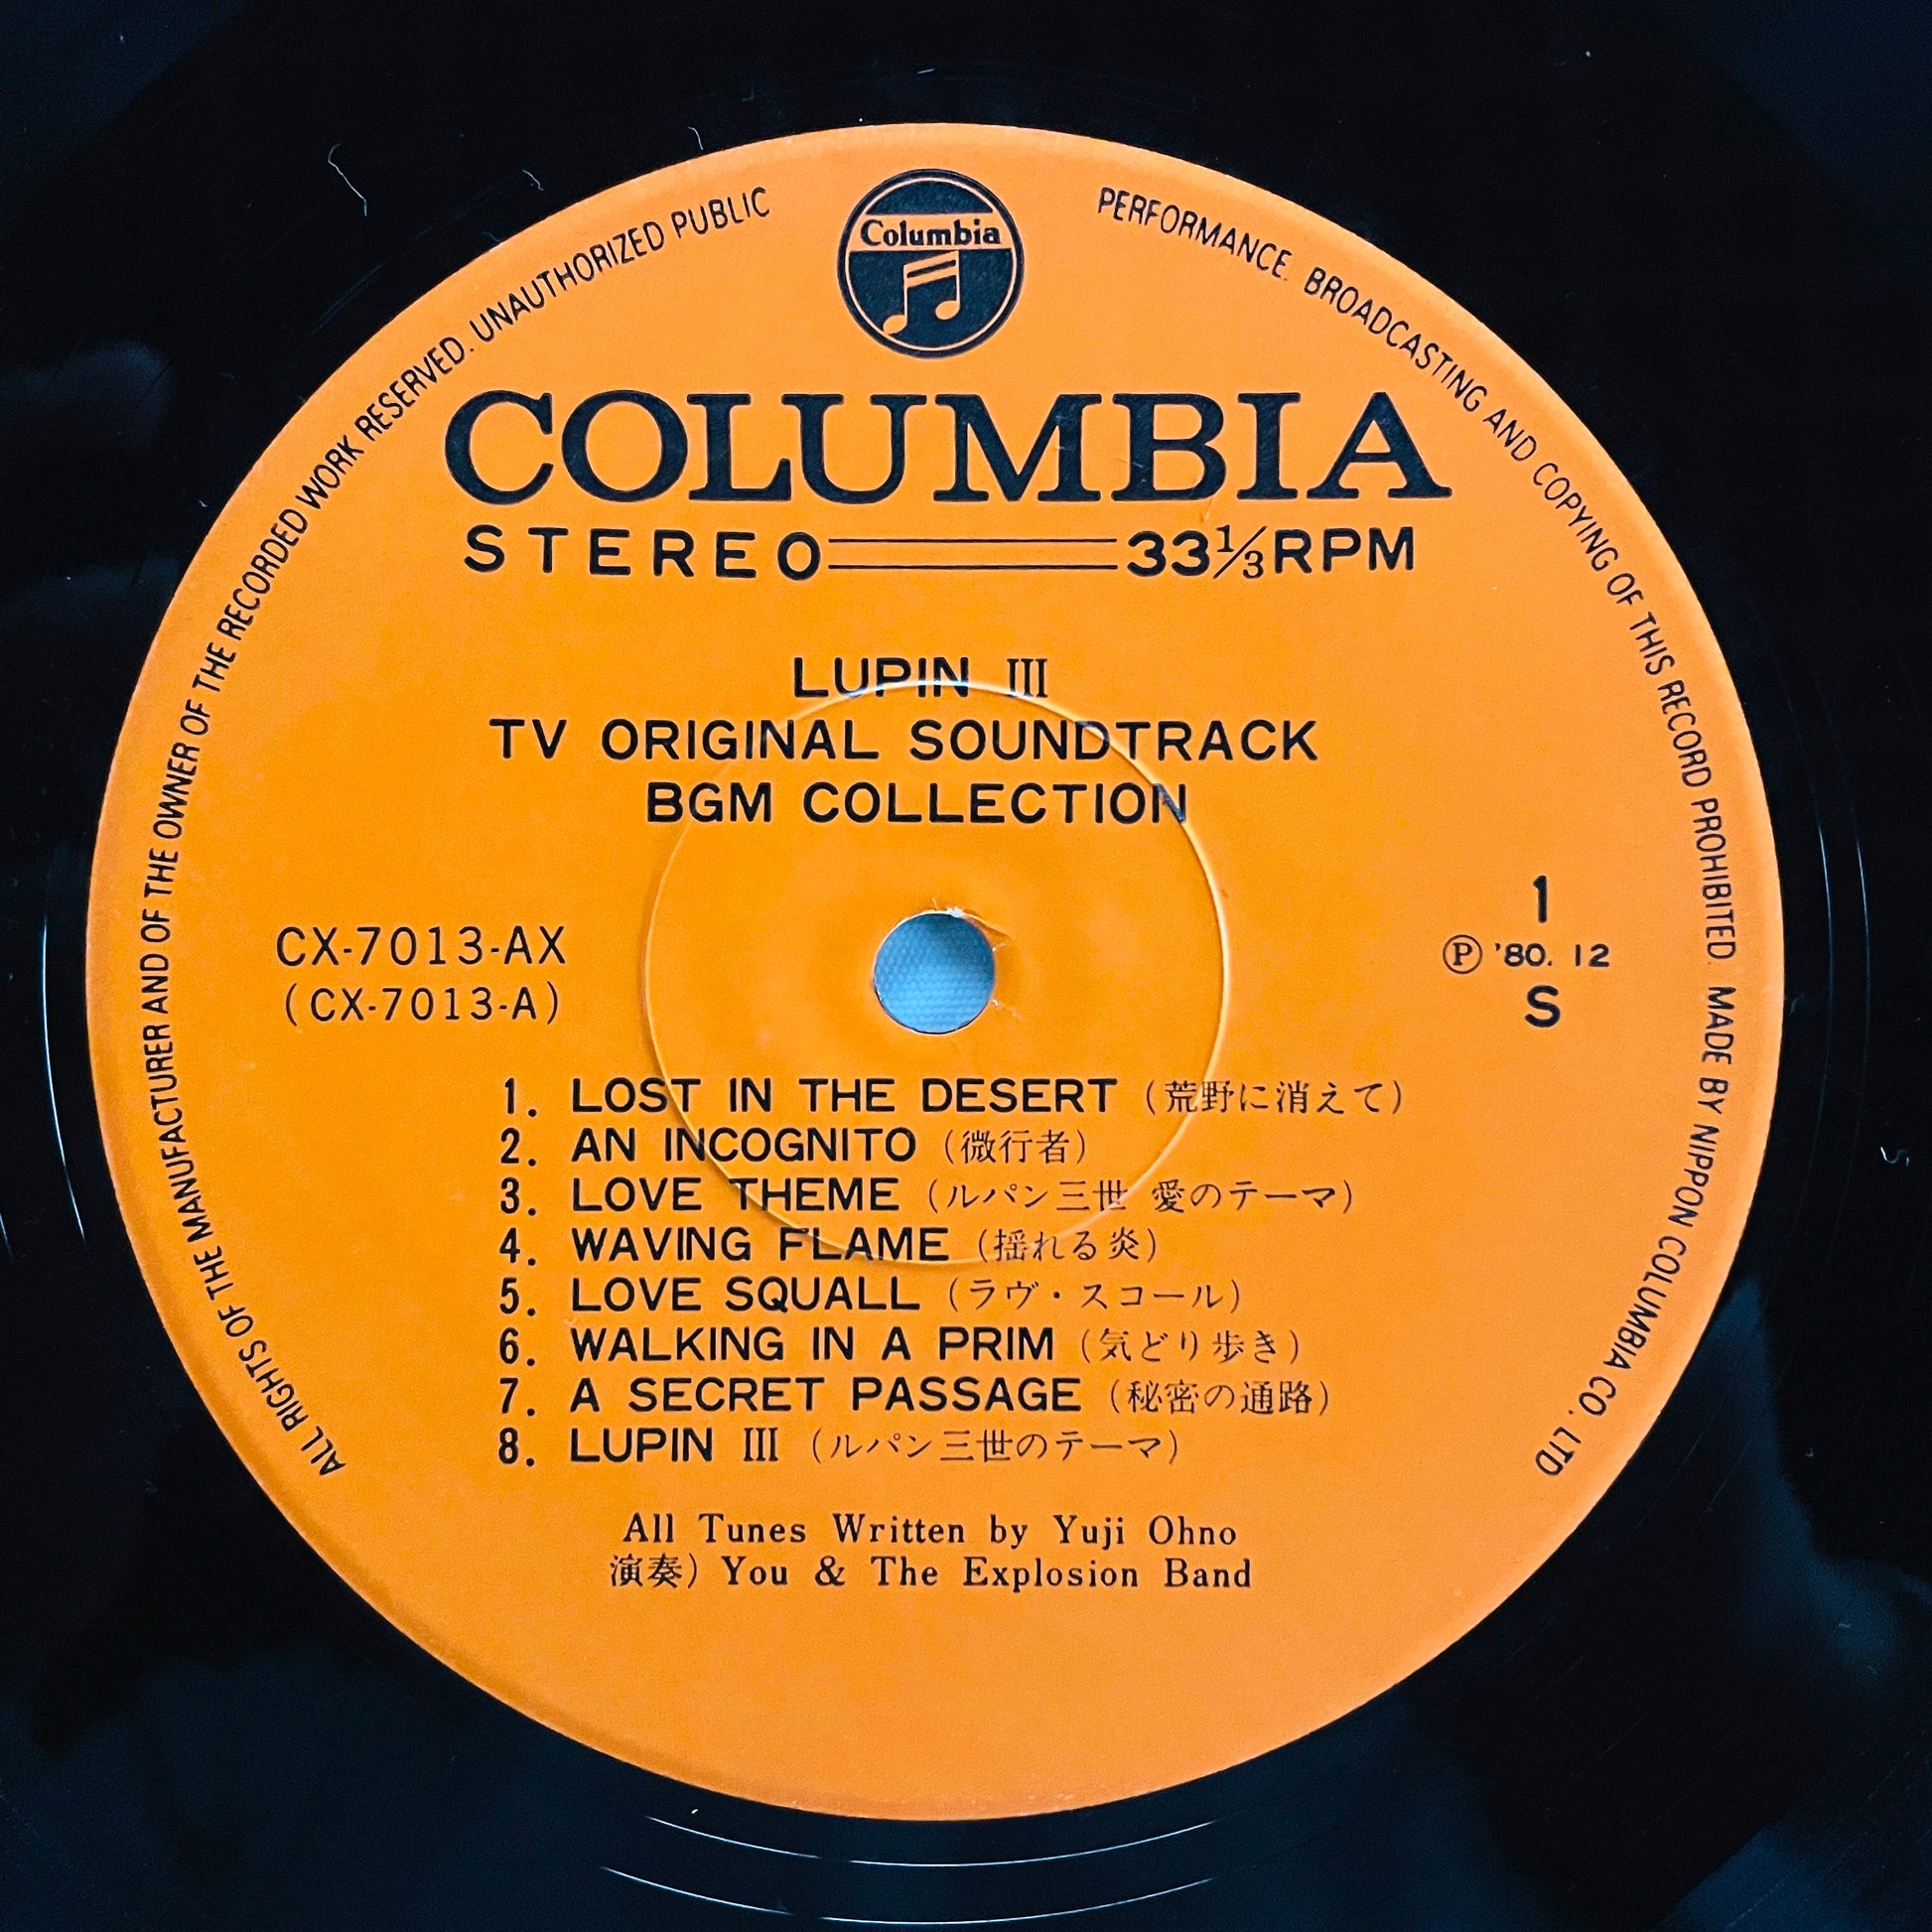 ALL RIGHTS OF THE MANUFACTURER AND OF THE OWNER OF THE RECORDED WORK RESERVED. UNAUTHORIZED PUBLIC PERFORMANCE. BROADCASTING AND COPYING OF THIS RECORD PROHIBITED. MADE BY NIPPON COLUMBIA CO., LTD
Columbia
COLUMBIA
STEREO 33⅓RPM
LUPIN III
TV ORIGINAL SOUNDTRACK
BGM COLLECTION
CX-7013-AX
(CX-7013-A)
1
Ⓟ '80. 12
S
1. LOST IN THE DESERT (荒野に消えて)
2. AN INCOGNITO (微行者)
3. LOVE THEME (ルパン三世 愛のテーマ)
4. WAVING FLAME (揺れる炎)
5. LOVE SQUALL (ラヴ・スコール)
6. WALKING IN A PRIM (気どり歩き)
7. A SECRET PASSAGE (秘密の通路)
8. LUPIN III (ルパン三世のテーマ)
All Tunes Written by Yuji Ohno
演奏) You & The Explosion Band